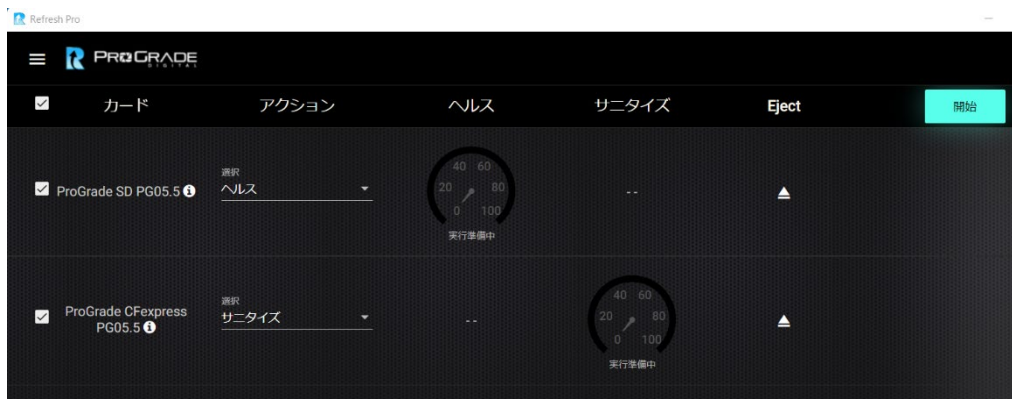 Refresh Pro
PROGRADE
DIGITAL
カード アクション ヘルス サニタイズ Eject 開始
ProGrade SD PG05.5
選択
ヘルス
40 60
20 80
0 100
実行準備中
--
ProGrade CFexpress
PG05.5
選択
サニタイズ
--
40 60
20 80
0 100
実行準備中